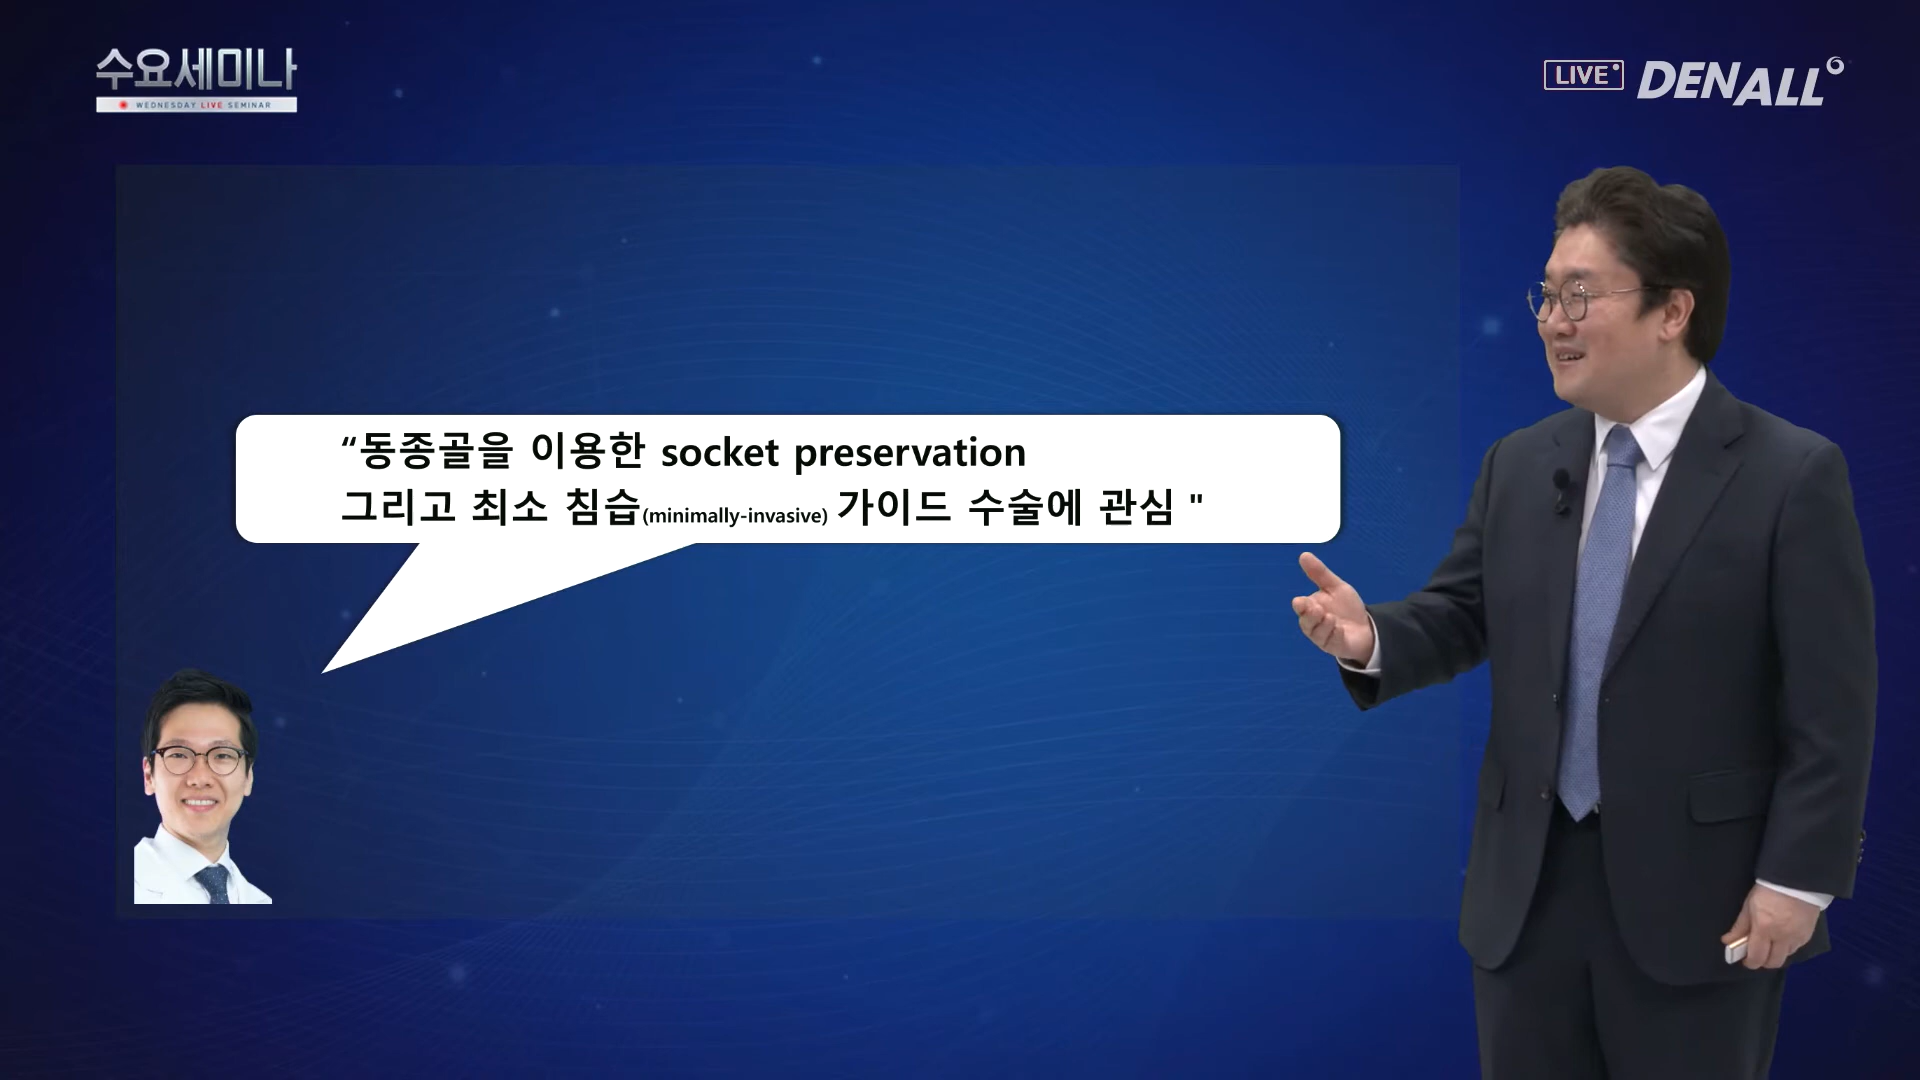 수요세미나
WEDNESDAY LIVE SEMINAR
LIVE
DENALL
“동종골을 이용한 socket preservation
그리고 최소 침습(minimally-invasive) 가이드 수술에 관심 "